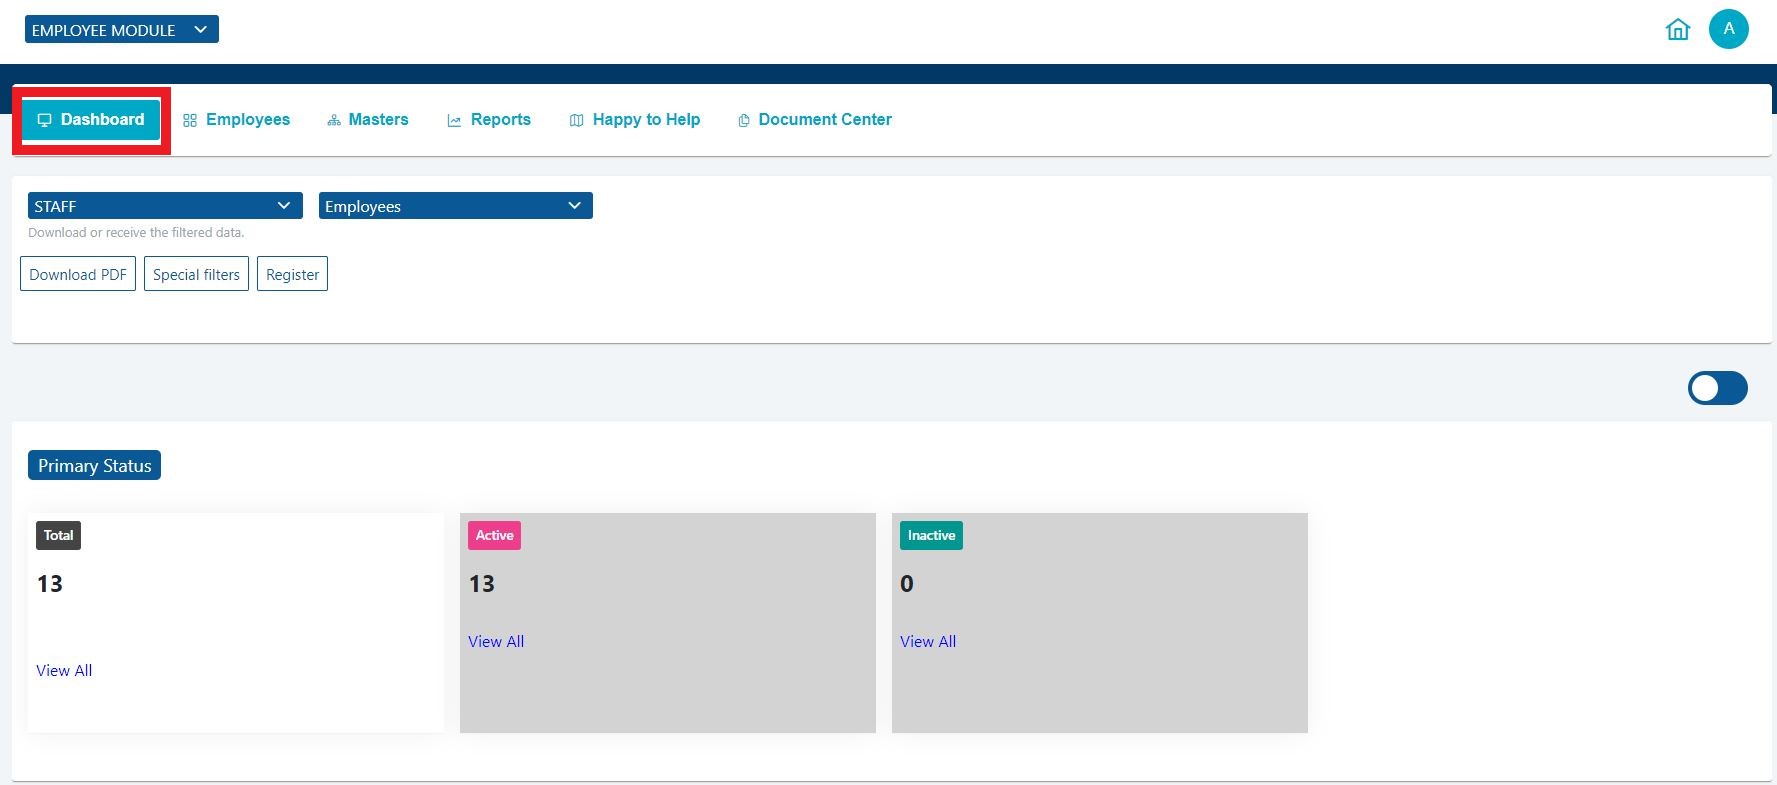 EMPLOYEE MODULE
A
Dashboard Employees Masters Reports Happy to Help Document Center
STAFF Employees
Download or receive the filtered data.
Download PDF Special filters Register
Primary Status
Total Active Inactive
13 13 0
View All View All
View All